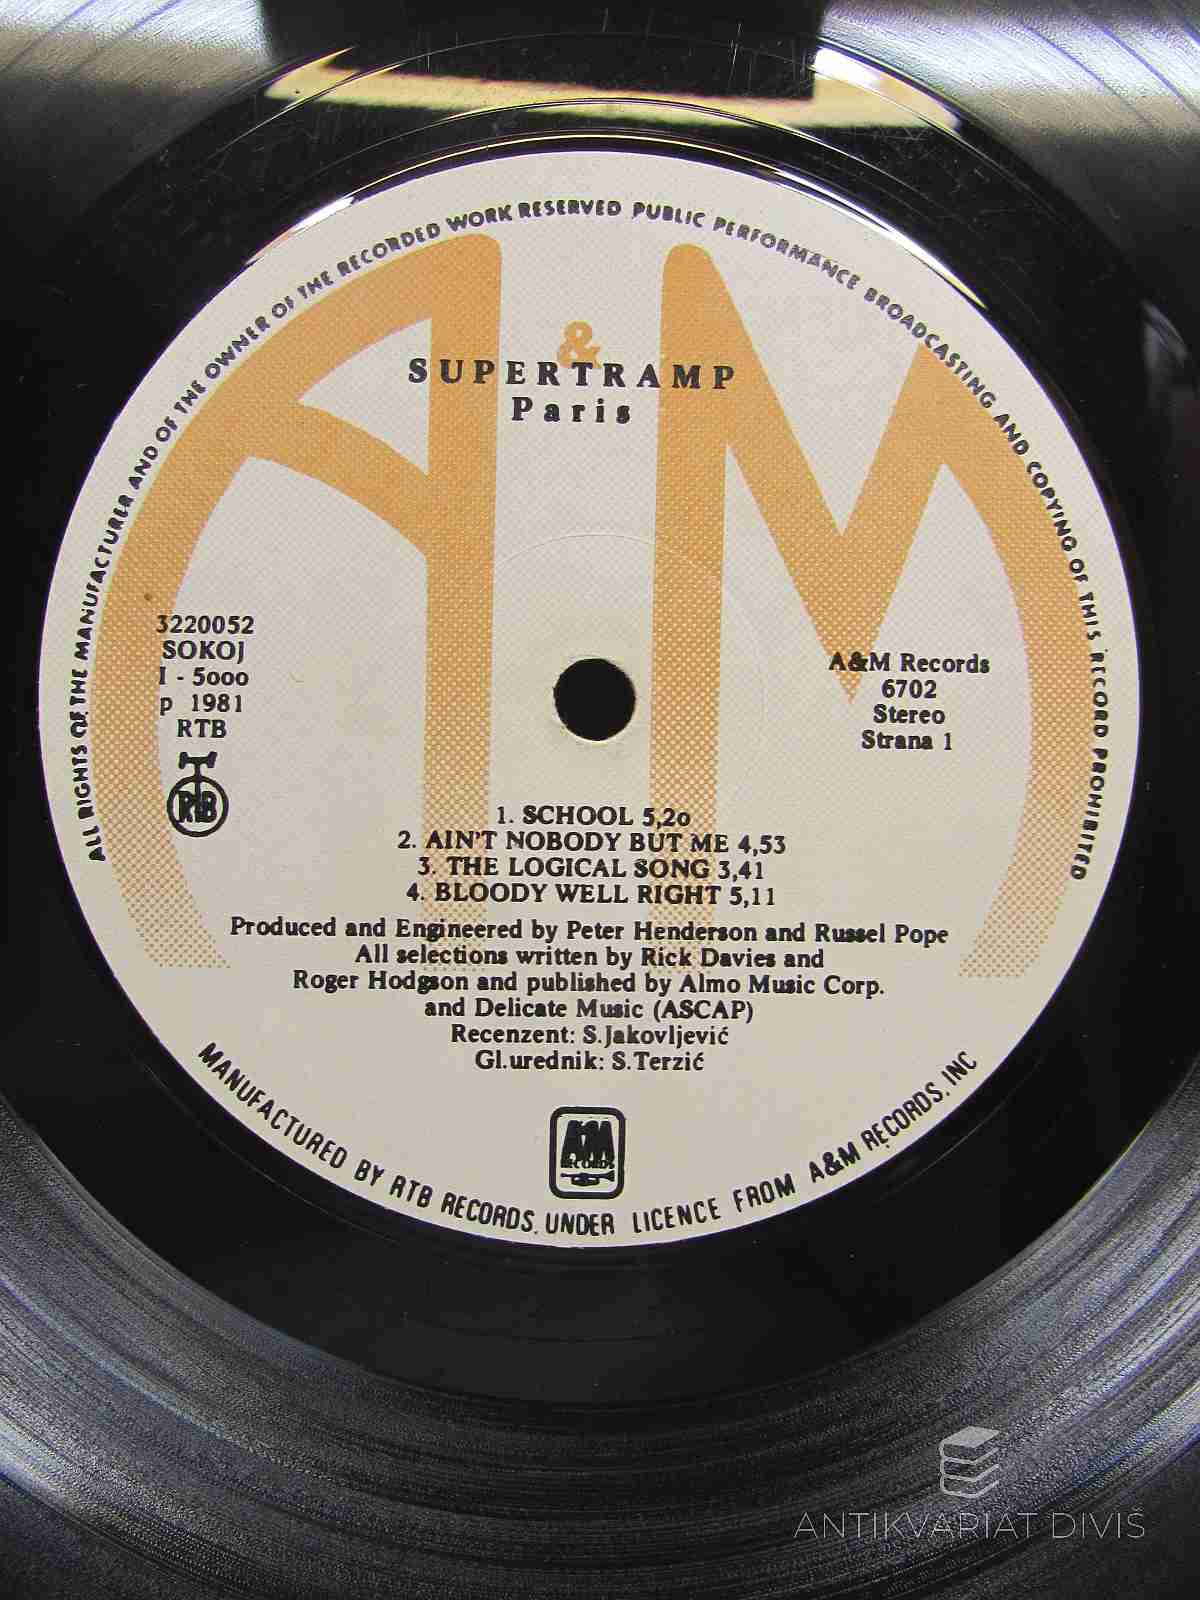 ALL RIGHTS OF THE MANUFACTURER AND OF THE OWNER OF THE RECORDED WORK RESERVED PUBLIC PERFORMANCE BROADCASTING AND COPYING OF THIS RECORD PROHIBITED
A&M
SUPERTRAMP
Paris
3220052
SOKOJ
I - 5ooo
p 1981
RTB
RTB
A&M Records
6702
Stereo
Strana 1
1. SCHOOL 5,2o
2. AIN'T NOBODY BUT ME 4,53
3. THE LOGICAL SONG 3,41
4. BLOODY WELL RIGHT 5,11
Produced and Engineered by Peter Henderson and Russel Pope
All selections written by Rick Davies and
Roger Hodgson and published by Almo Music Corp.
and Delicate Music (ASCAP)
Recenzent: S.Jakovljević
Gl.urednik: S.Terzić
A&M
RECORDS
MANUFACTURED BY RTB RECORDS. UNDER LICENCE FROM A&M RECORDS. INC
ANTIKVARIAT DIVIŠ